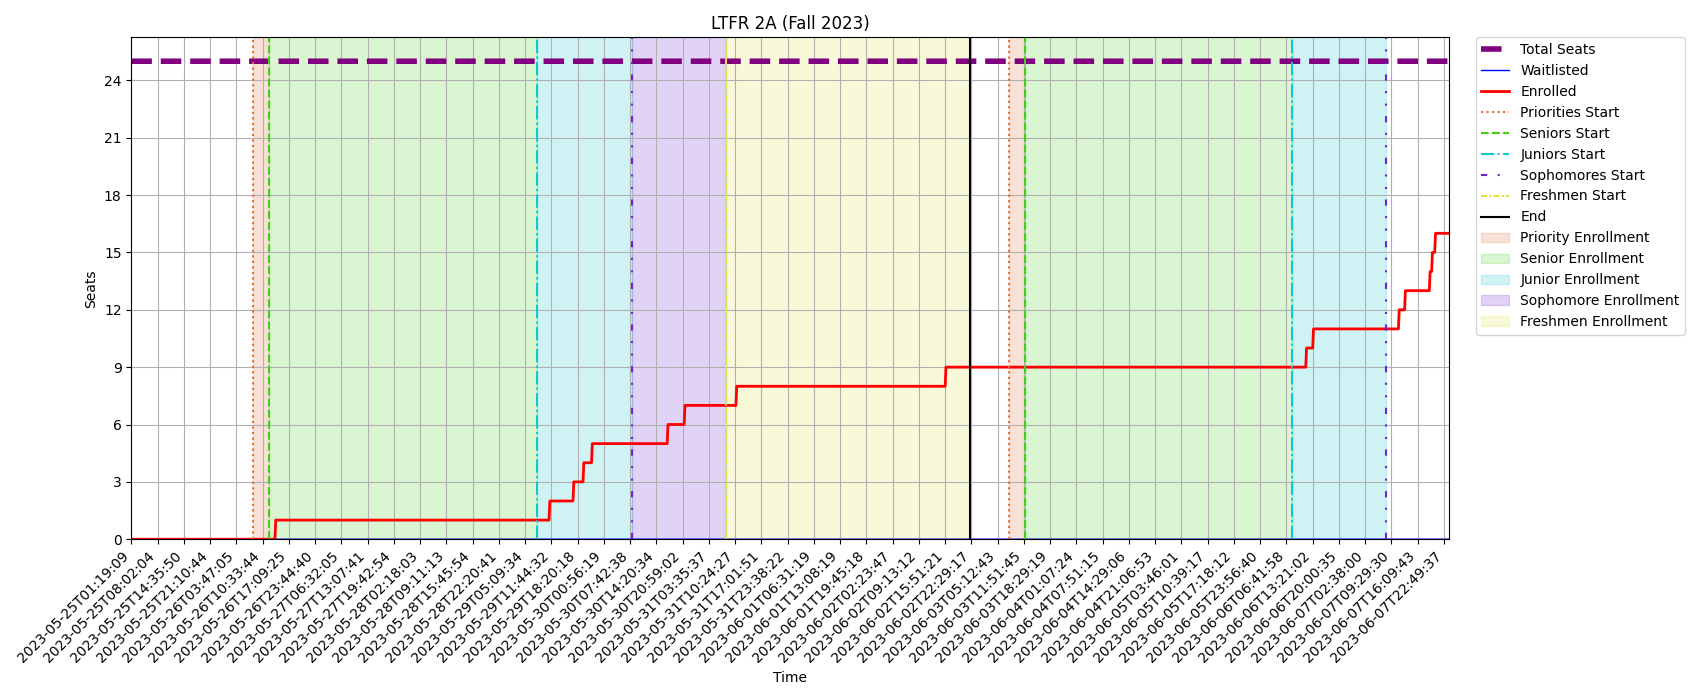 LTFR 2A (Fall 2023)
Total Seats
Waitlisted
Enrolled
Priorities Start
Seniors Start
Juniors Start
Sophomores Start
Freshmen Start
End
Priority Enrollment
Senior Enrollment
Junior Enrollment
Sophomore Enrollment
Freshmen Enrollment
Seats
24
21
18
15
12
9
6
3
0
2023-05-25T01:19:09
2023-05-25T08:02:04
2023-05-25T14:35:50
2023-05-25T21:10:44
2023-05-26T03:47:05
2023-05-26T10:33:44
2023-05-26T17:09:25
2023-05-26T23:44:40
2023-05-27T06:32:05
2023-05-27T13:07:41
2023-05-27T19:42:54
2023-05-28T02:18:03
2023-05-28T09:11:13
2023-05-28T15:45:54
2023-05-28T22:20:41
2023-05-29T05:09:34
2023-05-29T11:44:32
2023-05-29T18:20:18
2023-05-30T00:56:19
2023-05-30T07:42:38
2023-05-30T14:20:34
2023-05-30T20:59:02
2023-05-31T03:35:37
2023-05-31T10:24:27
2023-05-31T17:01:51
2023-05-31T23:38:22
2023-06-01T06:31:19
2023-06-01T13:08:19
2023-06-01T19:45:18
2023-06-02T02:23:47
2023-06-02T09:13:12
2023-06-02T15:51:21
2023-06-02T22:29:17
2023-06-03T05:12:43
2023-06-03T11:51:45
2023-06-03T18:29:19
2023-06-04T01:07:24
2023-06-04T07:51:15
2023-06-04T14:29:06
2023-06-04T21:06:53
2023-06-05T03:46:01
2023-06-05T10:39:17
2023-06-05T17:18:12
2023-06-05T23:56:40
2023-06-06T06:41:58
2023-06-06T13:21:02
2023-06-06T20:00:35
2023-06-07T02:38:00
2023-06-07T09:29:30
2023-06-07T16:09:43
2023-06-07T22:49:37
Time